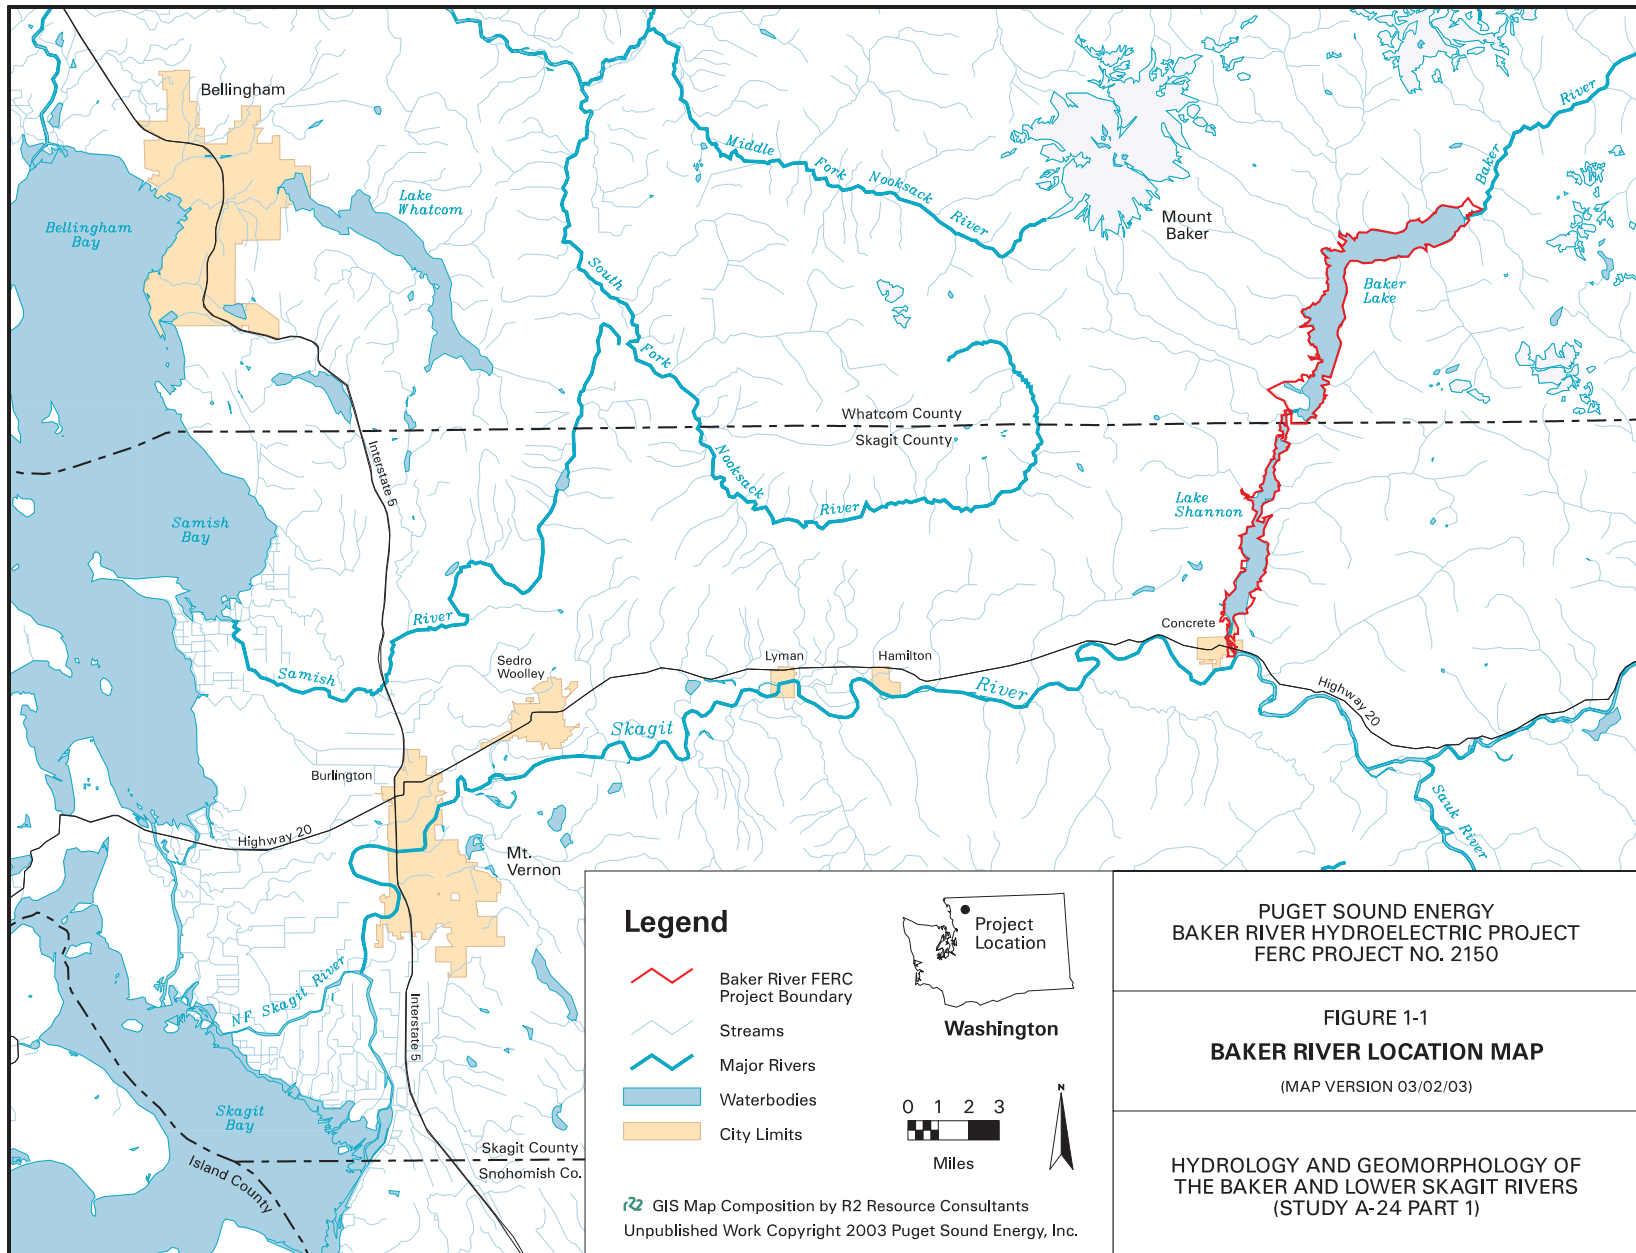 Bellingham
Lake
Whatcom
Bellingham
Bay
Middle
Fork
Nooksack
River
Mount
Baker
Baker
River
Baker
Lake
South
Fork
Nooksack
River
Whatcom County
Skagit County
Interstate 5
Samish
Bay
Lake
Shannon
River
Samish
Sedro
Woolley
Lyman
Hamilton
Concrete
Skagit
River
Highway 20
Sauk River
Burlington
Highway 20
Mt.
Vernon
NF Skagit River
Interstate 5
Skagit
Bay
Island County
Skagit County
Snohomish Co.
Legend
Baker River FERC
Project Boundary
Streams
Major Rivers
Waterbodies
City Limits
Project
Location
Washington
0 1 2 3
Miles
N
R2 GIS Map Composition by R2 Resource Consultants
Unpublished Work Copyright 2003 Puget Sound Energy, Inc.
PUGET SOUND ENERGY
BAKER RIVER HYDROELECTRIC PROJECT
FERC PROJECT NO. 2150
FIGURE 1-1
BAKER RIVER LOCATION MAP
(MAP VERSION 03/02/03)
HYDROLOGY AND GEOMORPHOLOGY OF
THE BAKER AND LOWER SKAGIT RIVERS
(STUDY A-24 PART 1)